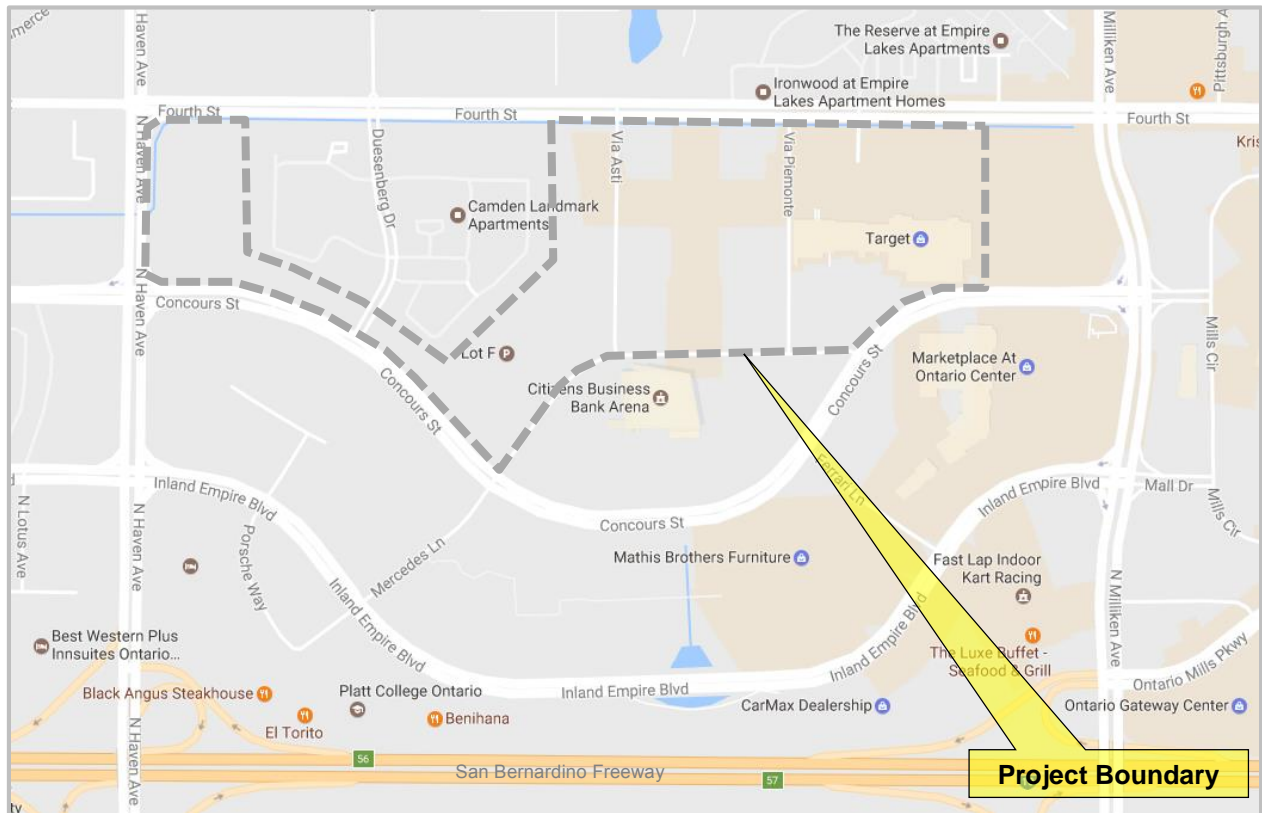 mmerce
N Haven Ave
The Reserve at Empire
Lakes Apartments
Milliken Ave
Pittsburgh A
Ironwood at Empire
Lakes Apartment Homes
Fourth St
Fourth St
Fourth St
N Haven Ave
Duesenberg Dr
Via Asti
Via Piemonte
Kris
Camden Landmark
Apartments
Target
N Haven Ave
Concours St
Lot F
Concours St
Citizens Business
Bank Arena
Concours St
Marketplace At
Ontario Center
Mills Cir
Inland Empire Blvd
Ferrari Ln
Inland Empire Blvd
Mall Dr
Mills Cir
N Lotus Ave
N Haven Ave
Porsche Way
Concours St
Mercedes Ln
Mathis Brothers Furniture
Fast Lap Indoor
Kart Racing
N Milliken Ave
Inland Empire Blvd
Inland Empire Blvd
Best Western Plus
Innsuites Ontario...
The Luxe Buffet -
Seafood & Grill
Ontario Mills Pkwy
Black Angus Steakhouse
Platt College Ontario
Inland Empire Blvd
El Torito
Benihana
CarMax Dealership
Ontario Gateway Center
N Haven Ave
56
San Bernardino Freeway
57
Project Boundary
ty